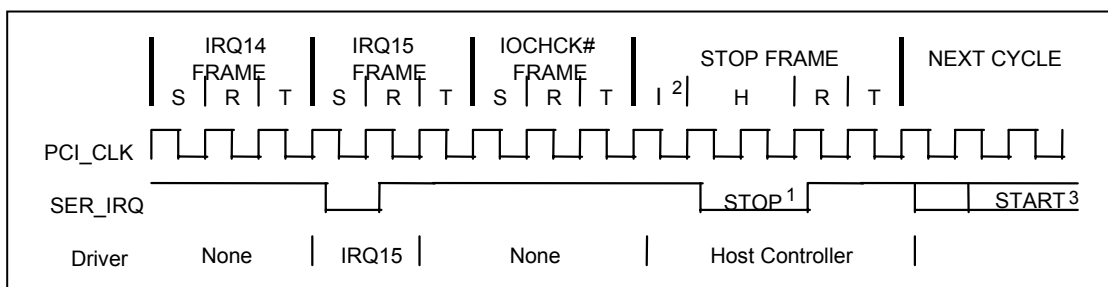 IRQ14 IRQ15 IOCHCK#
FRAME FRAME FRAME STOP FRAME NEXT CYCLE
S R T S R T S R T I 2 H R T
PCI_CLK
SER_IRQ STOP 1 START 3
Driver None IRQ15 None Host Controller